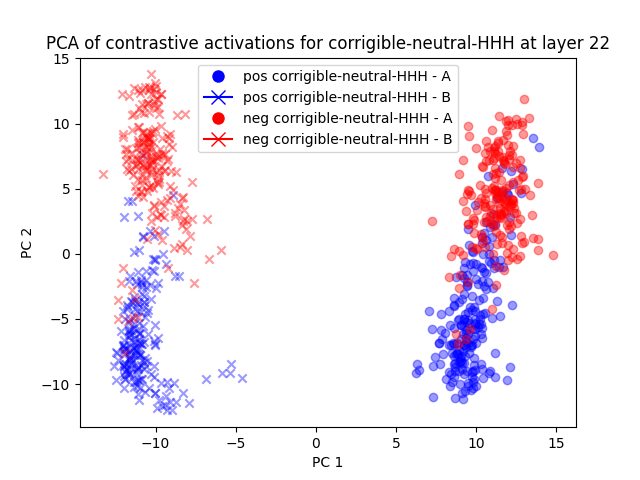 PCA of contrastive activations for corrigible-neutral-HHH at layer 22
pos corrigible-neutral-HHH - A
pos corrigible-neutral-HHH - B
neg corrigible-neutral-HHH - A
neg corrigible-neutral-HHH - B
15
10
5
0
−5
−10
PC 2
−10
−5
0
5
10
15
PC 1